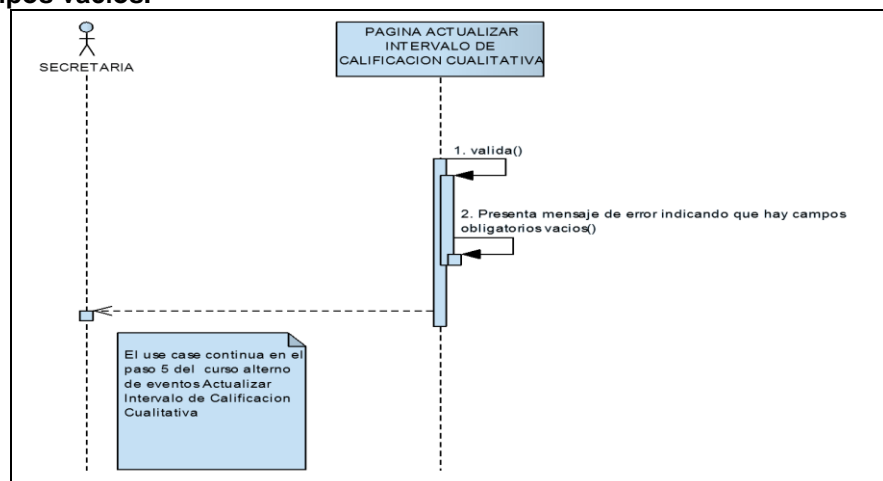 SECRETARIA
PAGINA ACTUALIZAR
INTERVALO DE
CALIFICACION CUALITATIVA
1. valida()
2. Presenta mensaje de error indicando que hay campos
obligatorios vacios()
El use case continua en el
paso 5 del curso alterno
de eventos Actualizar
Intervalo de Calificacion
Cualitativa